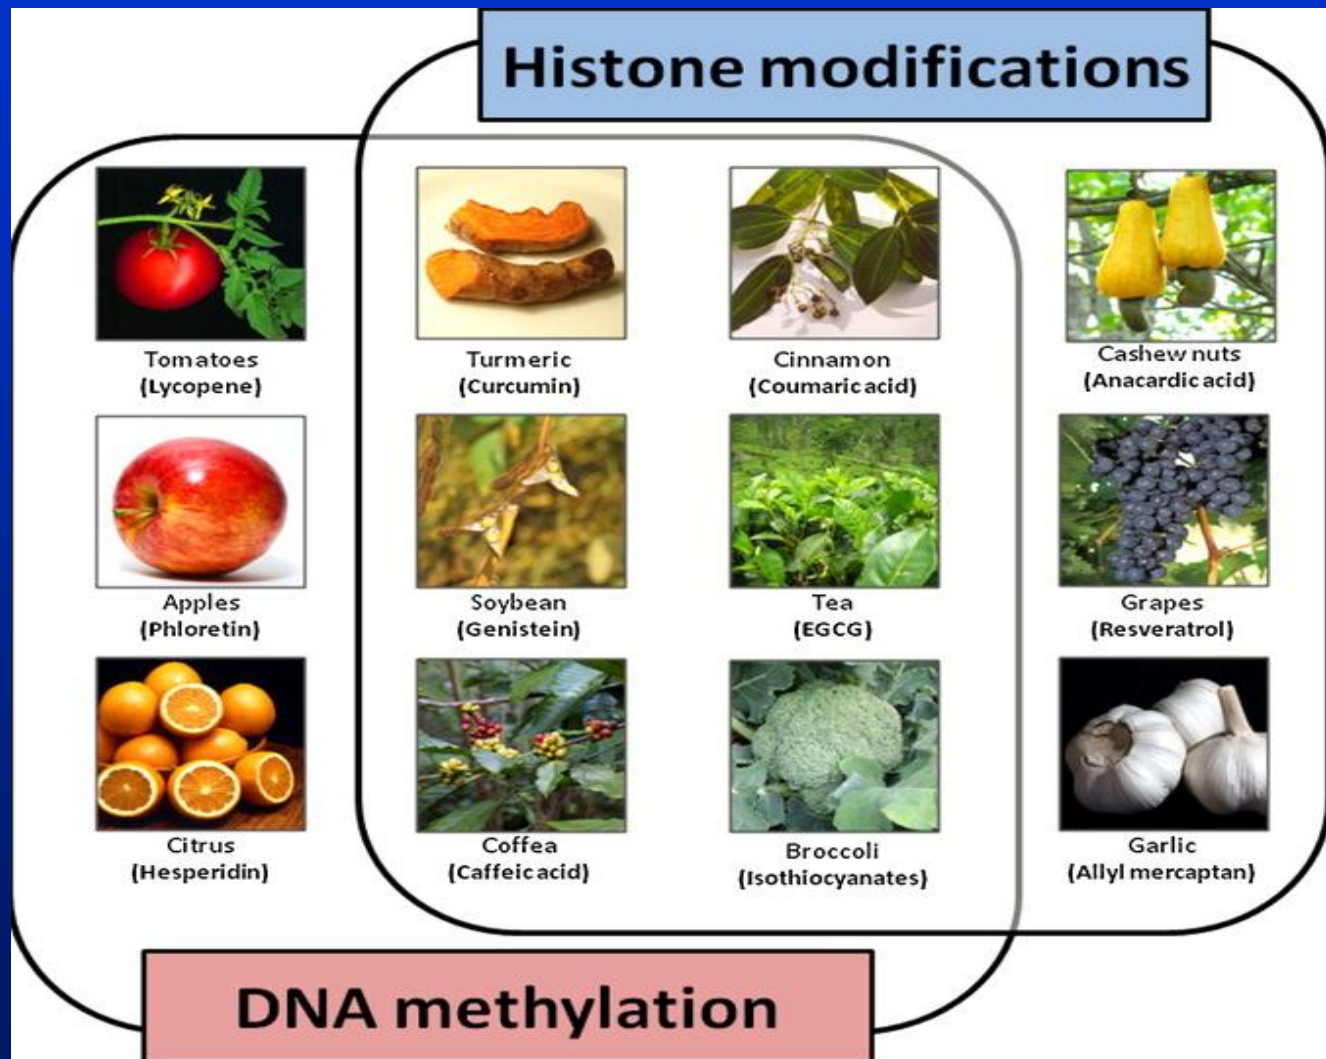 Histone modifications
Tomatoes
(Lycopene)
Turmeric
(Curcumin)
Cinnamon
(Coumaric acid)
Cashew nuts
(Anacardic acid)
Apples
(Phloretin)
Soybean
(Genistein)
Tea
(EGCG)
Grapes
(Resveratrol)
Citrus
(Hesperidin)
Coffea
(Caffeic acid)
Broccoli
(Isothiocyanates)
Garlic
(Allyl mercaptan)
DNA methylation